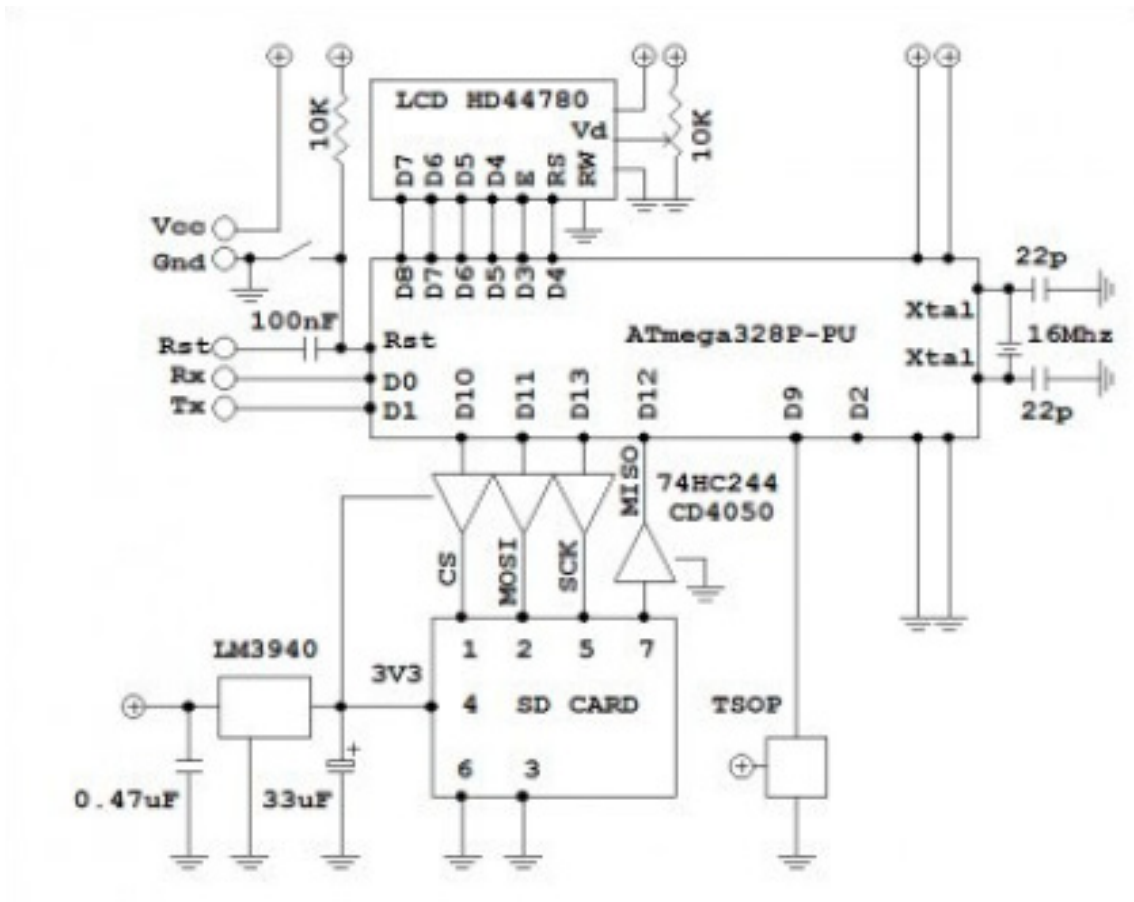 LCD HD44780
Vd
10K
10K
D7 D6 D5 D4 E RS RW
Vcc
Gnd
D8 D7 D6 D5 D3 D4
22p
100nF
Xtal
Rst
Rst
ATmega328P-PU
16Mhz
Xtal
Rx
D0
Tx
D1
D10 D11 D13 D12 D9 D2
22p
MISO
74HC244
CD4050
CS MOSI SCK
LM3940
1 2 5 7
3V3
4 SD CARD
TSOP
6 3
+
0.47uF
33uF